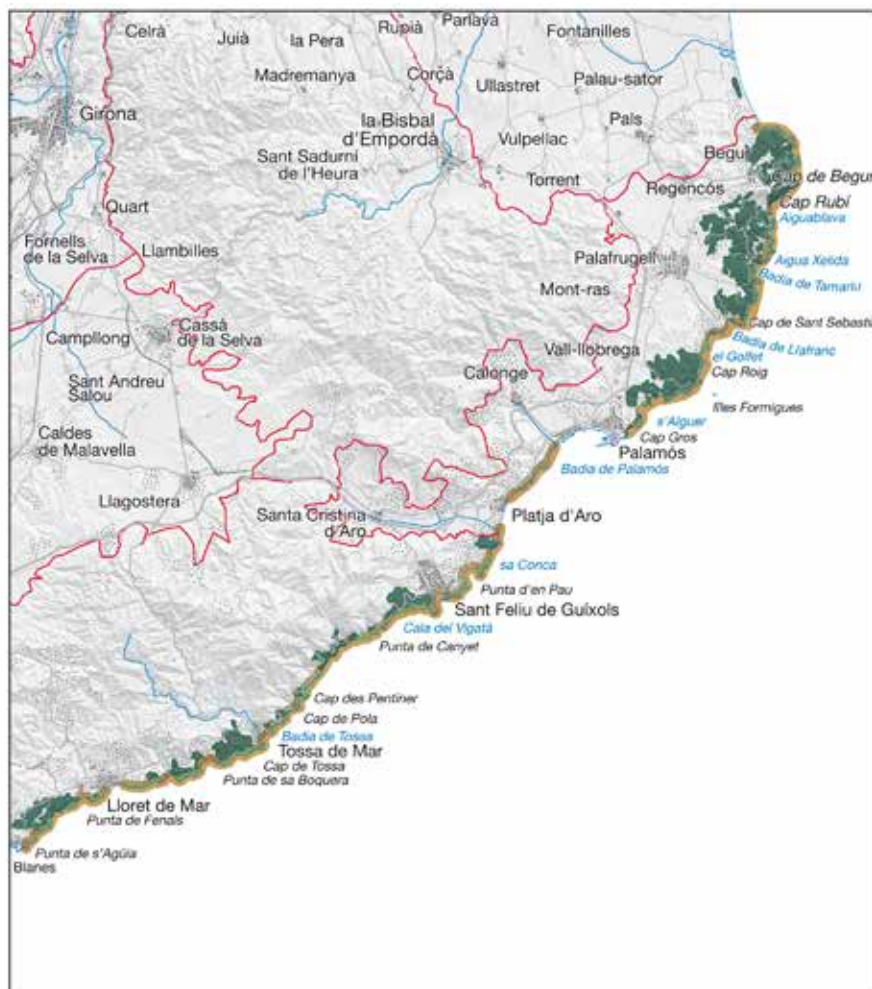 Celrà
Juià
la Pera
Rupià
Parlavà
Fontanilles
Madremanya
Corçà
Ullastret
Palau-sator
Girona
la Bisbal
d'Empordà
Vulpellac
Pals
Sant Sadurní
de l'Heura
Begur
Torrent
Regencós
Cap de Begur
Quart
Cap Rubí
Aiguablava
Fornells
de la Selva
Llambilles
Palafrugell
Aigua Xelida
Badia de Tamariu
Mont-ras
Campllong
Cassà
de la Selva
Cap de Sant Sebastià
Vall-llobrega
Badia de Llafranc
el Golfet
Calonge
Cap Roig
Sant Andreu
Salou
Illes Formigues
s'Alguer
Caldes
de Malavella
Cap Gros
Palamós
Badia de Palamós
Llagostera
Santa Cristina
d'Aro
Platja d'Aro
sa Conca
Punta d'en Pau
Sant Feliu de Guíxols
Cala del Vigatà
Punta de Canyet
Cap des Pentiner
Cap de Pola
Badia de Tossa
Tossa de Mar
Cap de Tossa
Punta de sa Boquera
Lloret de Mar
Punta de Fenals
Punta de s'Agüia
Blanes